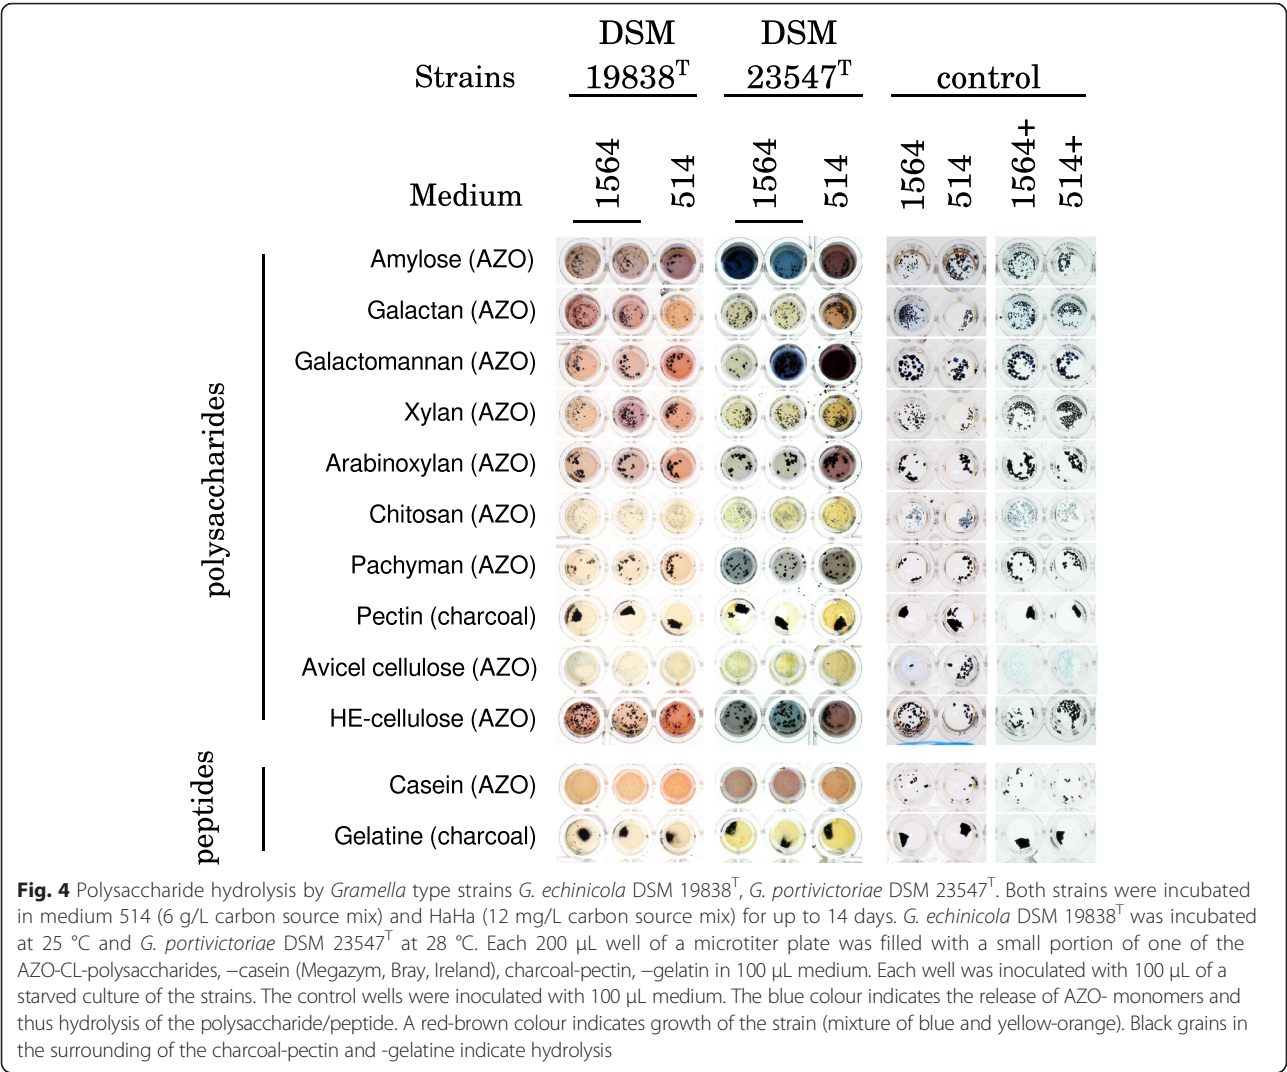 DSM DSM
Strains 19838ᵀ 23547ᵀ control
Medium 1564 514 1564 514 1564 514 1564+ 514+
polysaccharides
Amylose (AZO)
Galactan (AZO)
Galactomannan (AZO)
Xylan (AZO)
Arabinoxylan (AZO)
Chitosan (AZO)
Pachyman (AZO)
Pectin (charcoal)
Avicel cellulose (AZO)
HE-cellulose (AZO)
peptides
Casein (AZO)
Gelatine (charcoal)
Fig. 4 Polysaccharide hydrolysis by Gramella type strains G. echinicola DSM 19838ᵀ, G. portivictoriae DSM 23547ᵀ. Both strains were incubated
in medium 514 (6 g/L carbon source mix) and HaHa (12 mg/L carbon source mix) for up to 14 days. G. echinicola DSM 19838ᵀ was incubated
at 25 °C and G. portivictoriae DSM 23547ᵀ at 28 °C. Each 200 μL well of a microtiter plate was filled with a small portion of one of the
AZO-CL-polysaccharids, −casein (Megazym, Bray, Ireland), charcoal-pectin, −gelatin in 100 μL medium. Each well was inoculated with 100 μL of a
starved culture of the strains. The control wells were inoculated with 100 μL medium. The blue colour indicates the release of AZO- monomers and
thus hydrolysis of the polysaccharide/peptide. A red-brown colour indicates growth of the strain (mixture of blue and yellow-orange). Black grains in
the surrounding of the charcoal-pectin and -gelatine indicate hydrolysis